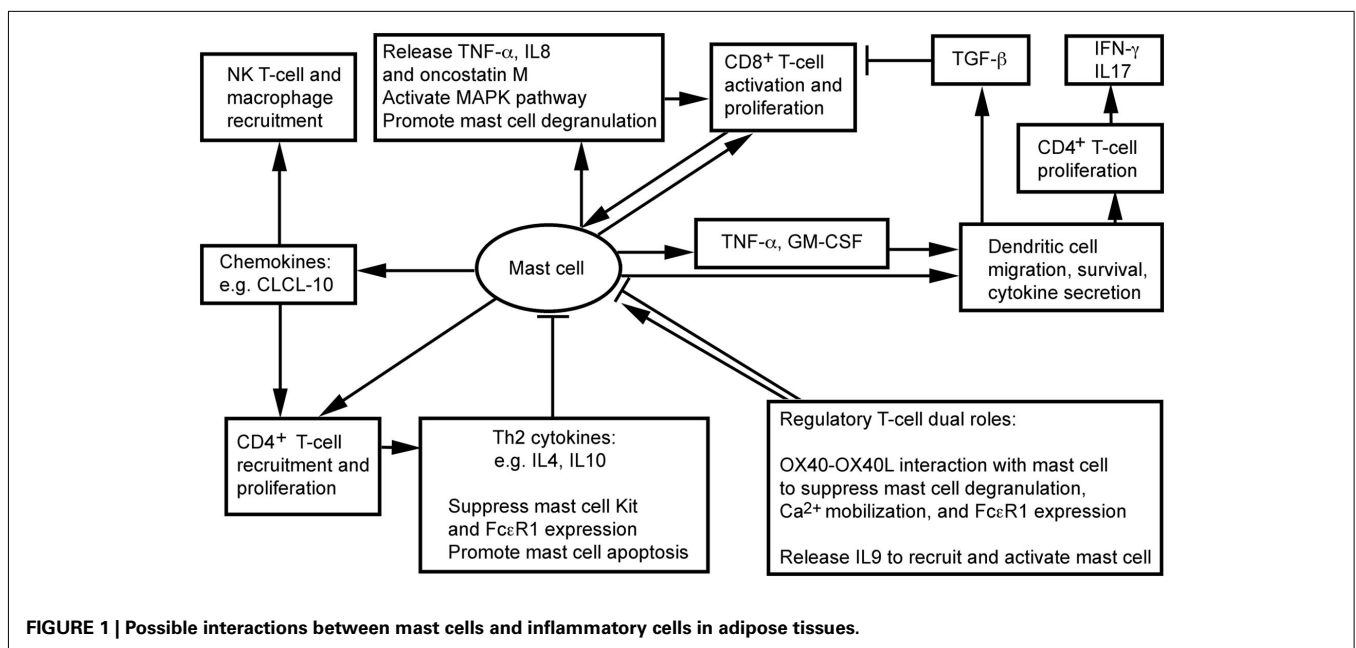 NK T-cell and
macrophage
recruitment
Release TNF-α, IL8
and oncostatin M
Activate MAPK pathway
Promote mast cell degranulation
CD8⁺ T-cell
activation and
proliferation
TGF-β
IFN-γ
IL17
CD4⁺ T-cell
proliferation
Chemokines:
e.g. CLCL-10
Mast cell
TNF-α, GM-CSF
Dendritic cell
migration, survival,
cytokine secretion
CD4⁺ T-cell
recruitment and
proliferation
Th2 cytokines:
e.g. IL4, IL10
Suppress mast cell Kit
and FcεR1 expression
Promote mast cell apoptosis
Regulatory T-cell dual roles:
OX40-OX40L interaction with mast cell
to suppress mast cell degranulation,
Ca²⁺ mobilization, and FcεR1 expression
Release IL9 to recruit and activate mast cell
FIGURE 1 | Possible interactions between mast cells and inflammatory cells in adipose tissues.